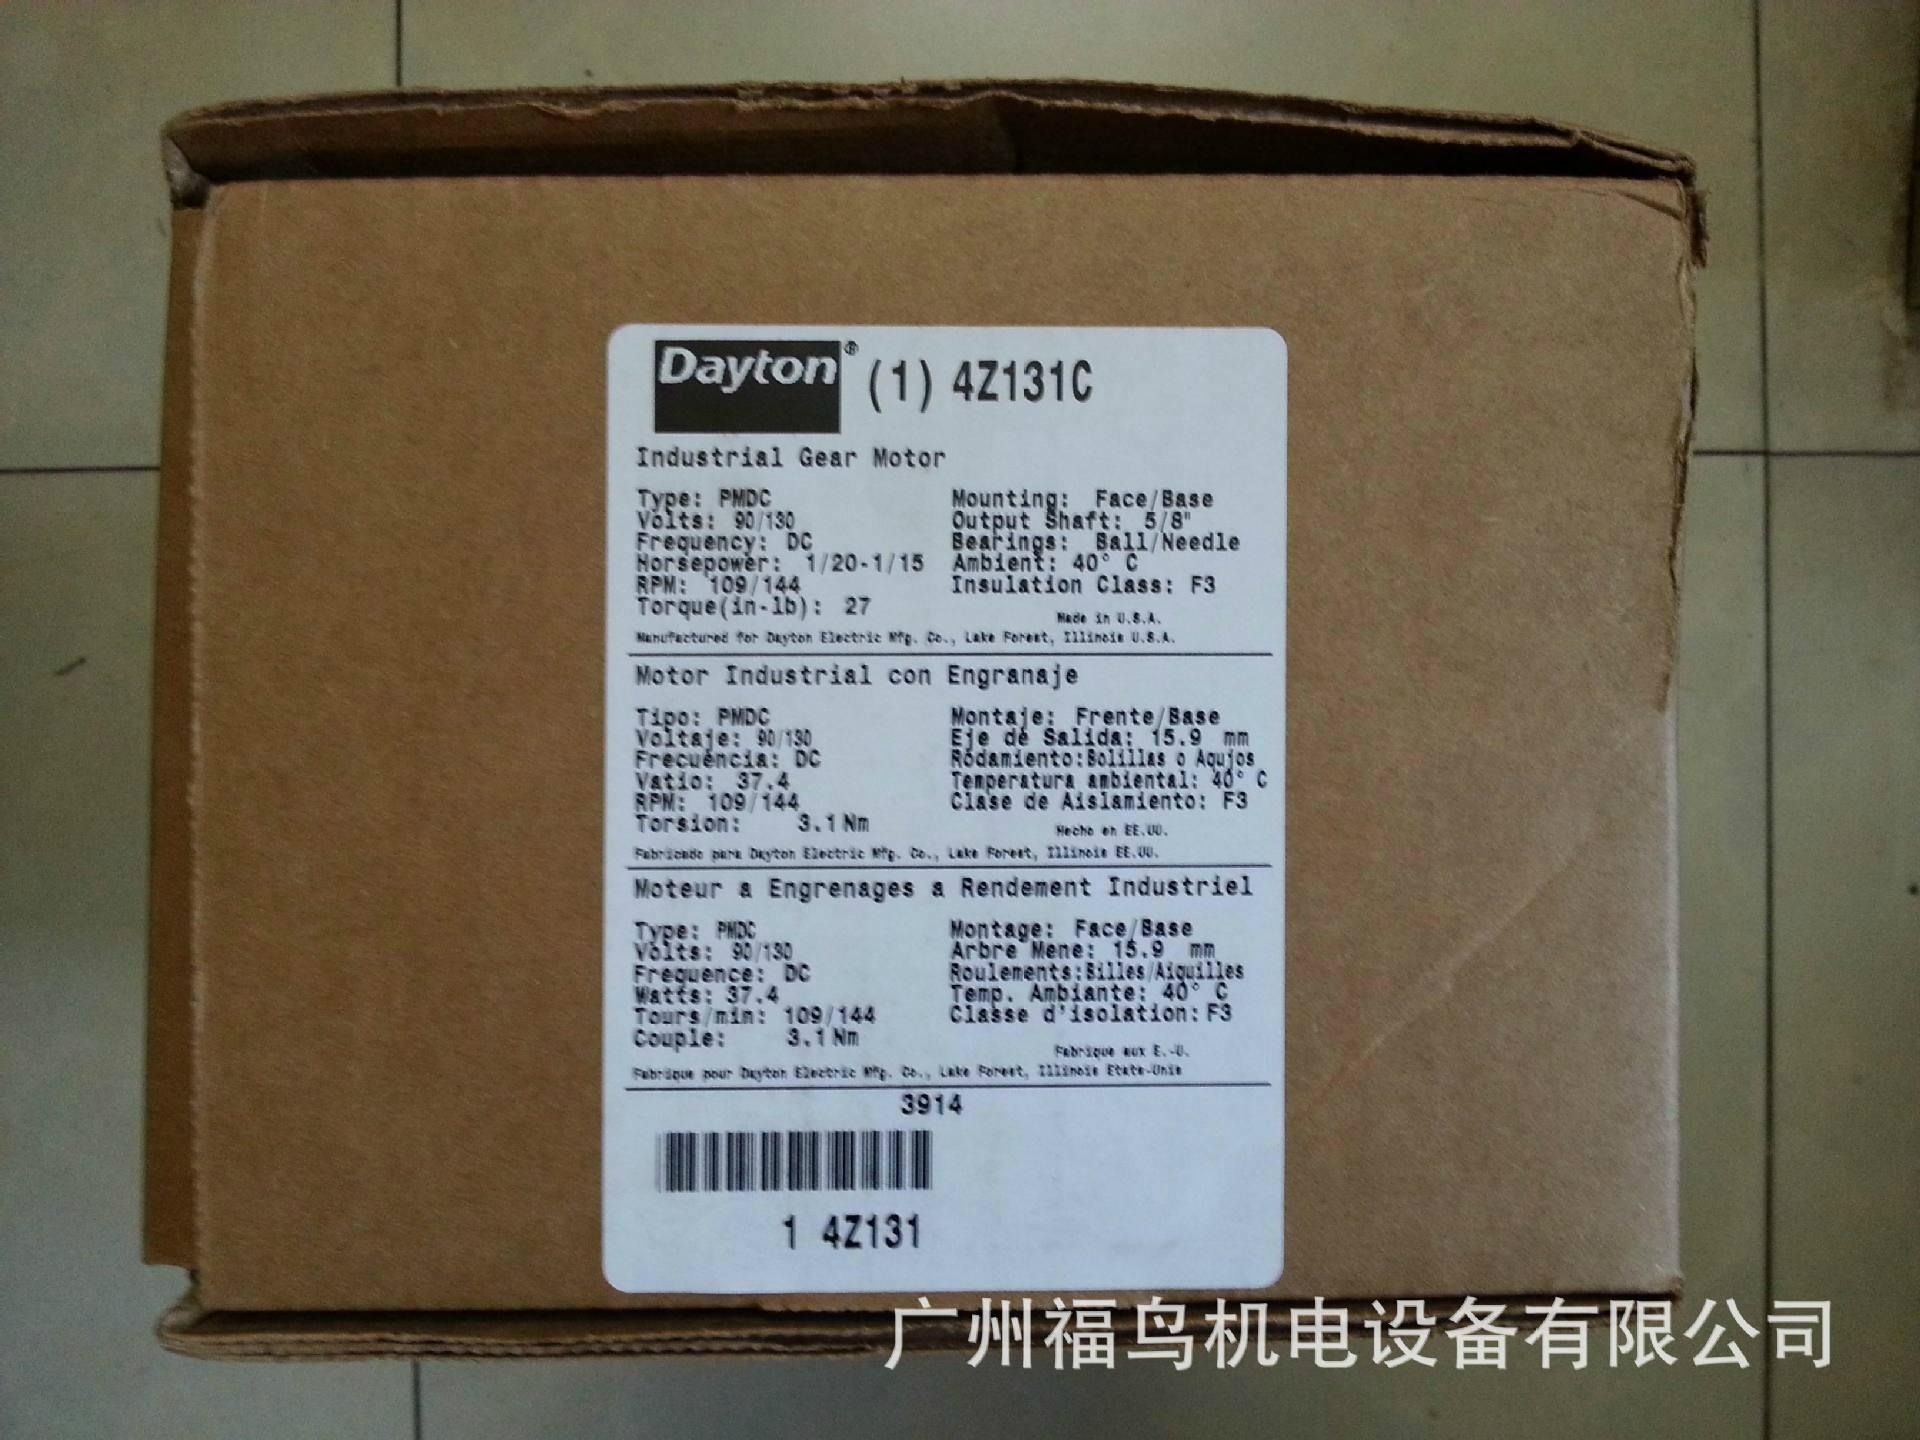 Dayton® (1) 4Z131C
Industrial Gear Motor
Type: PMDC
Volts: 90/130
Frequency: DC
Horsepower: 1/20-1/15
RPM: 109/144
Torque(in-lb): 27
Mounting: Face/Base
Output Shaft: 5/8"
Bearings: Ball/Needle
Ambient: 40° C
Insulation Class: F3
Made in U.S.A.
Manufactured for Dayton Electric Mfg. Co., Lake Forest, Illinois U.S.A.
Motor Industrial con Engranaje
Tipo: PMDC
Voltaje: 90/130
Frecuencia: DC
Vatio: 37.4
RPM: 109/144
Torsion: 3.1 Nm
Montaje: Frente/Base
Eje de Salida: 15.9 mm
Rodamiento:Bolillas o Aqujos
Temperatura ambiental: 40° C
Clase de Aislamiento: F3
Hecho en EE.UU.
Fabricado para Dayton Electric Mfg. Co., Lake Forest, Illinois EE.UU.
Moteur a Engrenages a Rendement Industriel
Type: PMDC
Volts: 90/130
Frequence: DC
Watts: 37.4
Tours/min: 109/144
Couple: 3.1 Nm
Montage: Face/Base
Arbre Mene: 15.9 mm
Roulements:Billes/Aiquilles
Temp. Ambiante: 40° C
Classe d'isolation: F3
Fabrique aux E.-U.
Fabrique pour Dayton Electric Mfg. Co., Lake Forest, Illinois Etats-Unis
3914
1 4Z131
广州福鸟机电设备有限公司